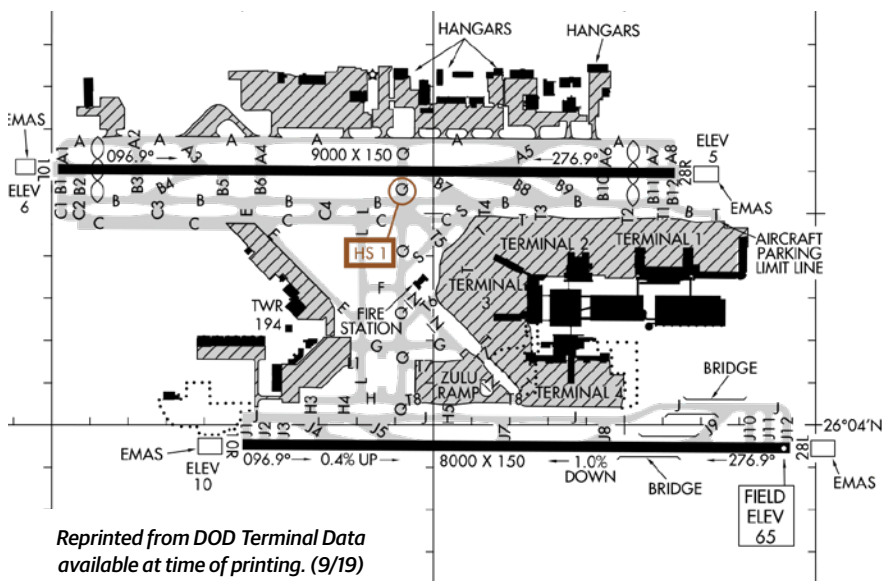 HANGARS
HANGARS
EMAS
A
A2
A
A
A
A
A7
A8
ELEV
5
A1
096.9°
A3
A4
9000 X 150
Q
A5
276.9°
A6
10L
28R
ELEV
6
B1
B2
B3
B4
B5
B6
Q
B7
B8
B9
B10
B11
B12
EMAS
C1
C2
B
C3
B
E
C4
B
L
B
C
S
T4
B
T
T3
T2
T1
B
T
C
C
C
HS 1
L
Q
S
T5
T
TERMINAL 2
TERMINAL 1
AIRCRAFT
PARKING
LIMIT LINE
F
F
TERMINAL
3
TWR
194
E
FIRE
STATION
N
T6
N
Q
G
Q
G
L1
L
ZULU
RAMP
TERMINAL 4
BRIDGE
H3
H4
H
T8
Q
H5
T8
J
J
J
J
26°04'N
J1
J2
J3
J4
J5
J7
J8
J9
J10
J11
J12
10R
28L
EMAS
ELEV
10
096.9°
0.4% UP
8000 X 150
1.0%
DOWN
276.9°
BRIDGE
EMAS
FIELD
ELEV
65
Reprinted from DOD Terminal Data
available at time of printing. (9/19)